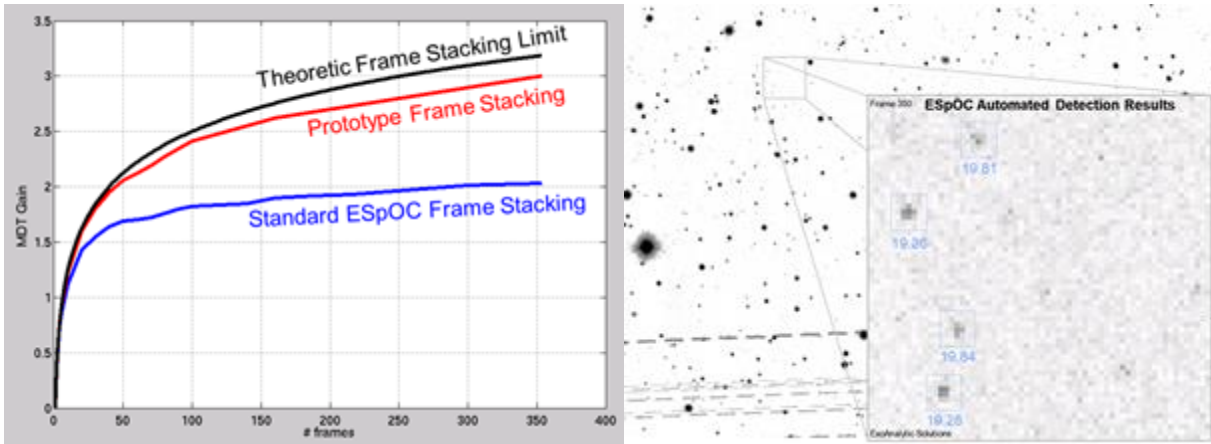 3.5
3
2.5
2
1.5
1
0.5
0
MDT Gain
0 50 100 150 200 250 300 350 400
# frames
Theoretic Frame Stacking Limit
Prototype Frame Stacking
Standard ESpOC Frame Stacking
Frame 350
ESpOC Automated Detection Results
19.81
19.84
19.28
ExoAnalytic Solutions